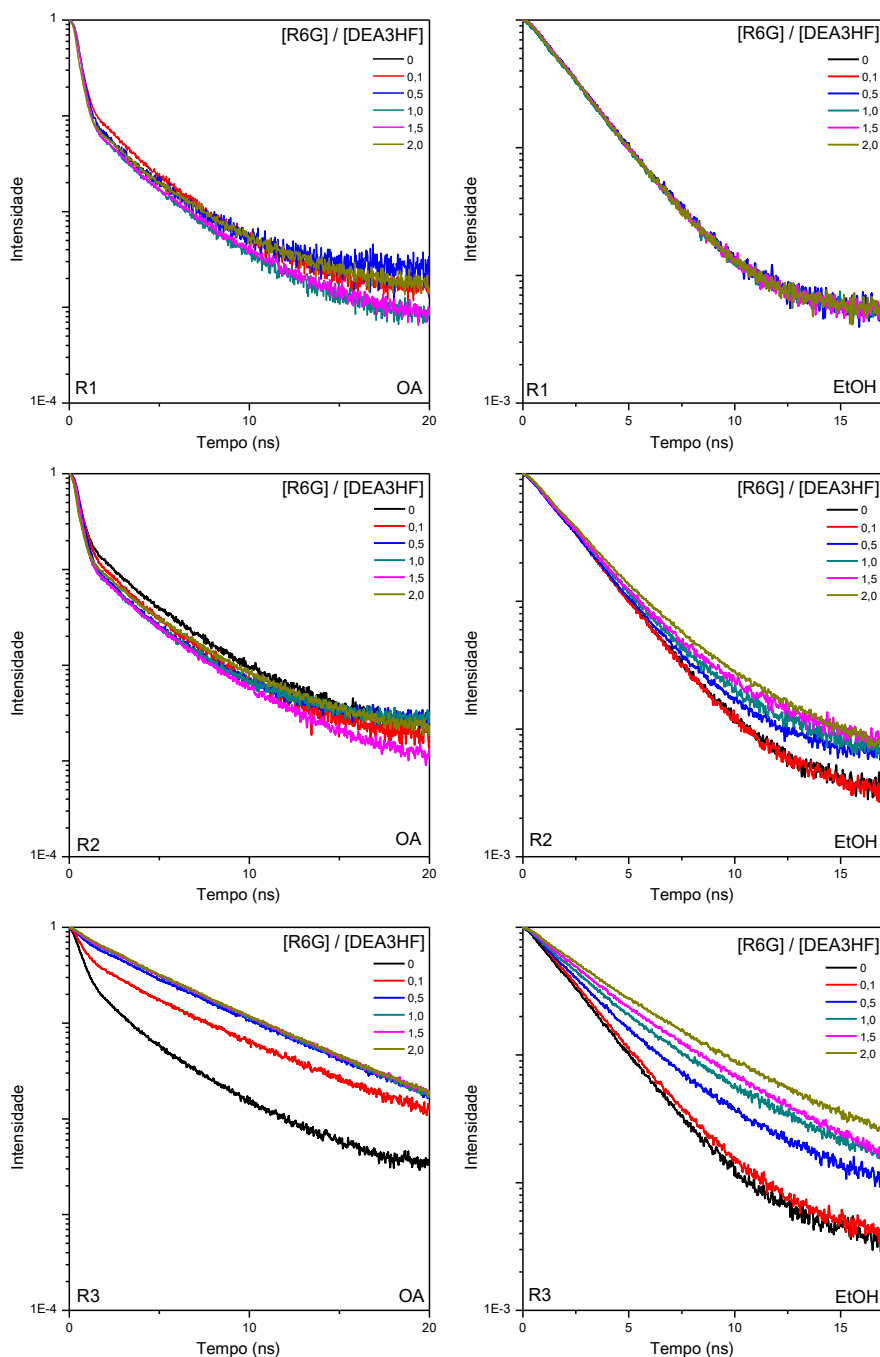 1
[R6G] / [DEA3HF]
0
0,1
0,5
1,0
1,5
2,0
Intensidade
R1
OA
1E-4
0
10
20
Tempo (ns)
[R6G] / [DEA3HF]
0
0,1
0,5
1,0
1,5
2,0
Intensidade
1E-3
R1
EtOH
0
5
10
15
Tempo (ns)
1
[R6G] / [DEA3HF]
0
0,1
0,5
1,0
1,5
2,0
Intensidade
1E-4
R2
OA
0
10
20
Tempo (ns)
[R6G] / [DEA3HF]
0
0,1
0,5
1,0
1,5
2,0
Intensidade
1E-3
R2
EtOH
0
5
10
15
Tempo (ns)
1
[R6G] / [DEA3HF]
0
0,1
0,5
1,0
1,5
2,0
Intensidade
1E-4
R3
OA
0
10
20
Tempo (ns)
[R6G] / [DEA3HF]
0
0,1
0,5
1,0
1,5
2,0
Intensidade
1E-3
R3
EtOH
0
5
10
15
Tempo (ns)